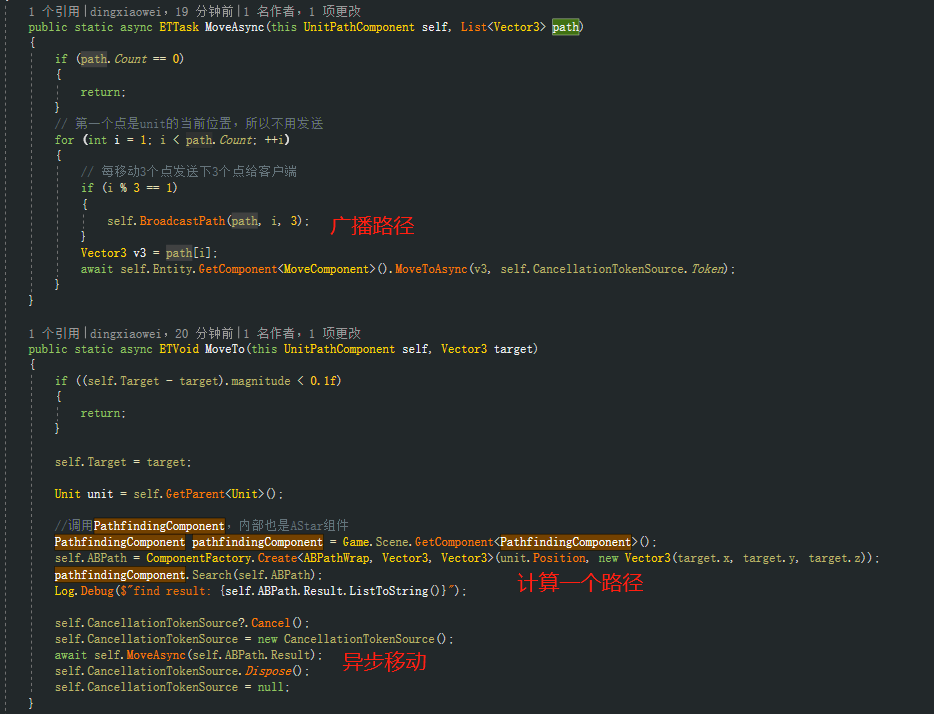 1 个引用|dingxiaowei，19 分钟前|1 名作者，1 项更改
public static async ETTask MoveAsync(this UnitPathComponent self, List<Vector3> path)
{
if (path.Count == 0)
{
return;
}
// 第一个点是unit的当前位置，所以不用发送
for (int i = 1; i < path.Count; ++i)
{
// 每移动3个点发送下3个点给客户端
if (i % 3 == 1)
{
self.BroadcastPath(path, i, 3); 广播路径
}
Vector3 v3 = path[i];
await self.Entity.GetComponent<MoveComponent>().MoveToAsync(v3, self.CancellationTokenSource.Token);
}
}
1 个引用|dingxiaowei，20 分钟前|1 名作者，1 项更改
public static async ETVoid MoveTo(this UnitPathComponent self, Vector3 target)
{
if ((self.Target - target).magnitude < 0.1f)
{
return;
}
self.Target = target;
Unit unit = self.GetParent<Unit>();
//调用PathfindingComponent，内部也是AStar组件
PathfindingComponent pathfindingComponent = Game.Scene.GetComponent<PathfindingComponent>();
self.ABPath = ComponentFactory.Create<ABPathWrap, Vector3, Vector3>(unit.Position, new Vector3(target.x, target.y, target.z));
pathfindingComponent.Search(self.ABPath); 计算一个路径
Log.Debug($"find result: {self.ABPath.Result.ListToString()}");
self.CancellationTokenSource?.Cancel();
self.CancellationTokenSource = new CancellationTokenSource();
await self.MoveAsync(self.ABPath.Result); 异步移动
self.CancellationTokenSource.Dispose();
self.CancellationTokenSource = null;
}